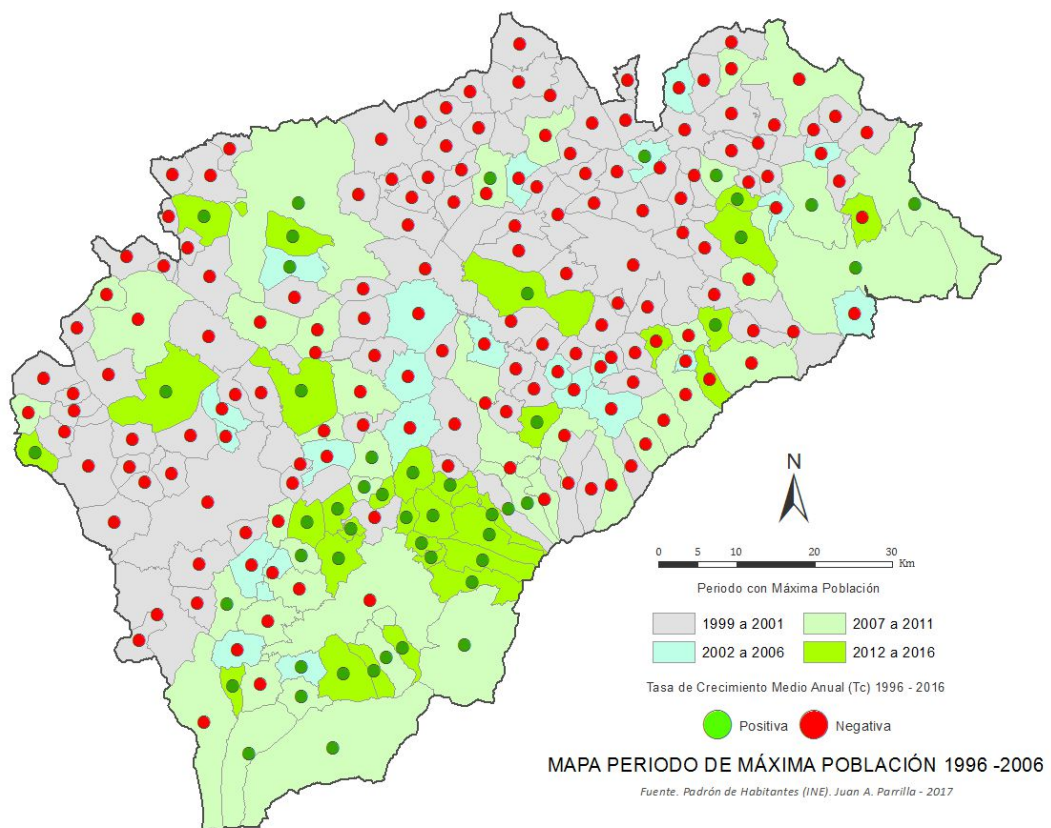 N
0 5 10 20 30
Km
Periodo con Máxima Población
1999 a 2001 2007 a 2011
2002 a 2006 2012 a 2016
Tasa de Crecimiento Medio Anual (Tc) 1996 - 2016
Positiva Negativa
MAPA PERIODO DE MÁXIMA POBLACIÓN 1996 -2006
Fuente. Padrón de Habitantes (INE). Juan A. Parrilla - 2017